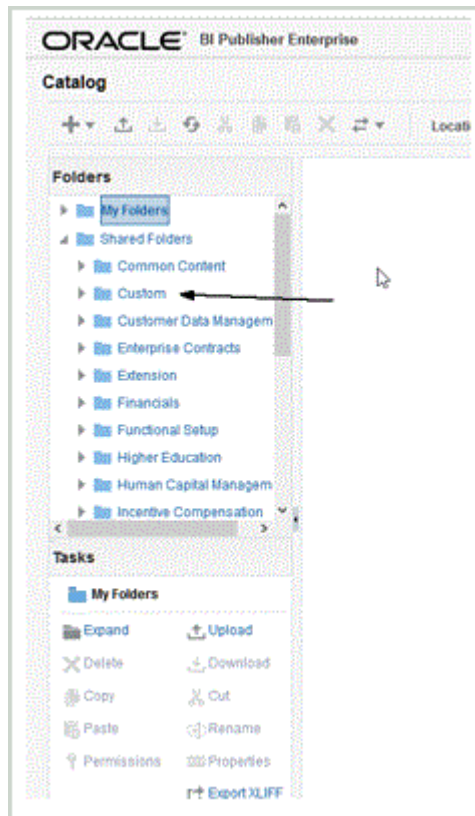 ORACLE BI Publisher Enterprise
Catalog
Locati
Folders
My Folders
Shared Folders
Common Content
Custom
Customer Data Managem
Enterprise Contracts
Extension
Financials
Functional Setup
Higher Education
Human Capital Managem
Incentive Compensation
Tasks
My Folders
Expand Upload
Delete Download
Copy Cut
Paste Rename
Permissions Properties
Export XLIFF